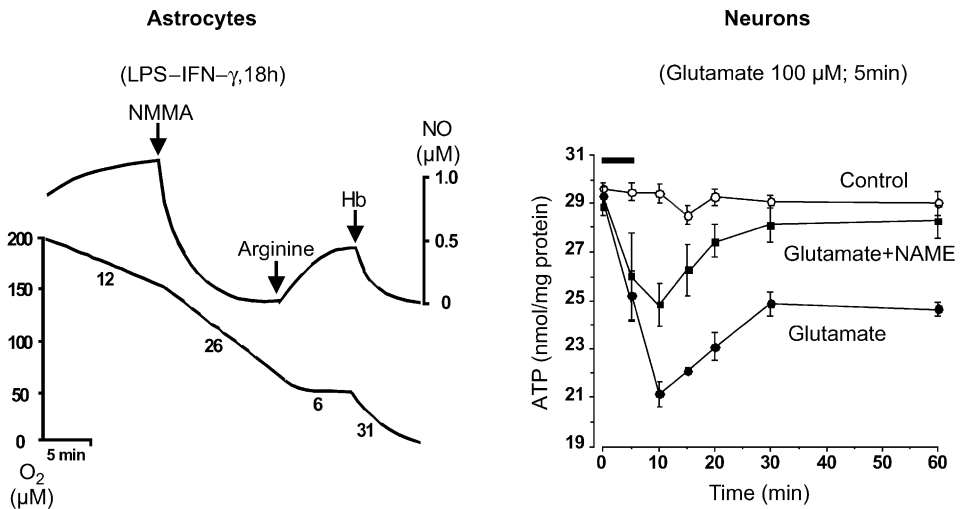 Astrocytes
(LPS–IFN–γ,18h)
NMMA
NO
(µM)
1.0
Hb
0.5
Arginine
0
200
12
150
26
100
50
6
31
0
5 min
O2
(µM)
Neurons
(Glutamate 100 µM; 5min)
31
Control
29
27
Glutamate+NAME
25
Glutamate
23
21
19
ATP (nmol/mg protein)
0 10 20 30 40 50 60
Time (min)